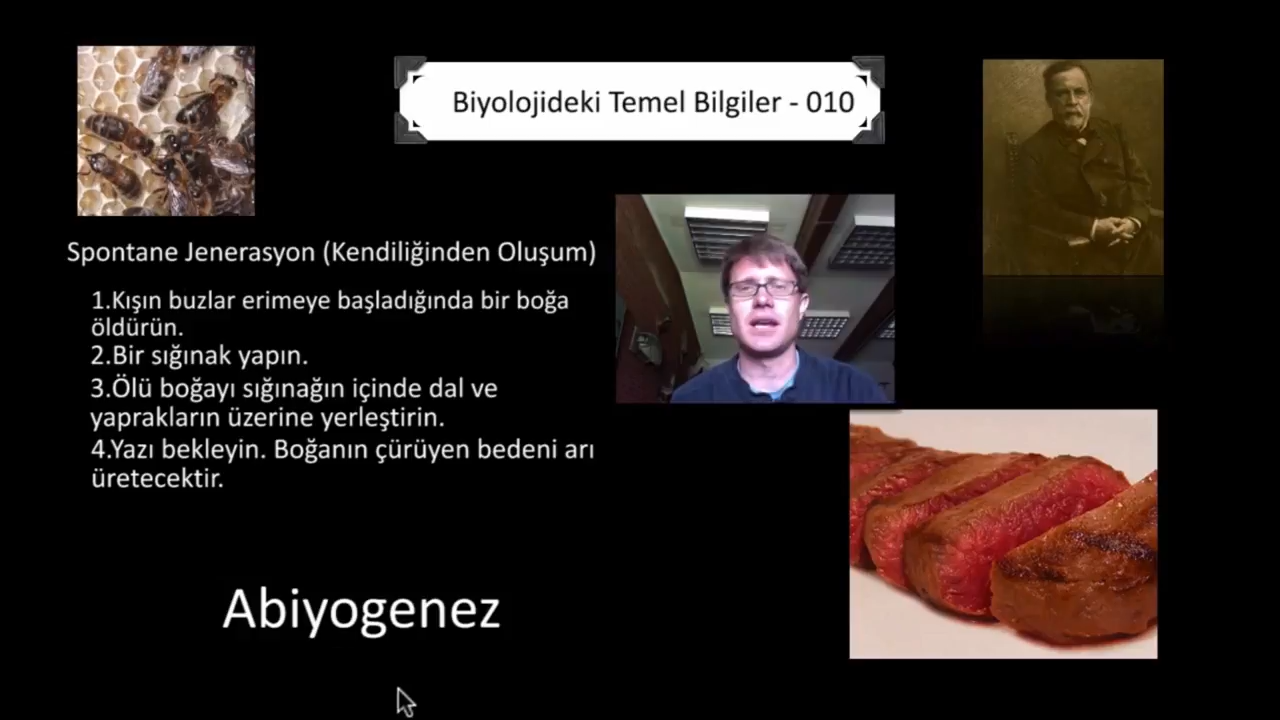 Biyolojideki Temel Bilgiler - 010
Spontane Jenerasyon (Kendiliğinden Oluşum)
1.Kışın buzlar erimeye başladığında bir boğa
öldürün.
2.Bir sığınak yapın.
3.Ölü boğayı sığınağın içinde dal ve
yaprakların üzerine yerleştirin.
4.Yazı bekleyin. Boğanın çürüyen bedeni arı
üretecektir.
Abiyogenez